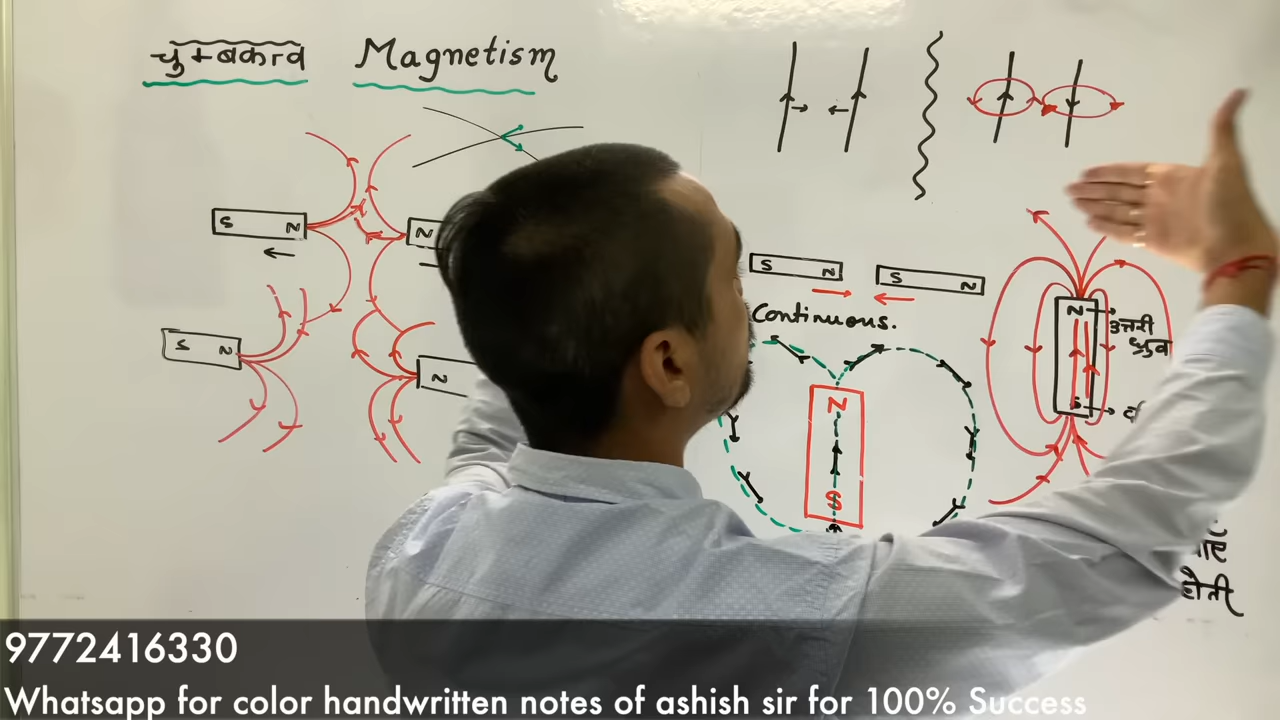 चुम्बकत्व Magnetism
S N
N
S N
S N
Continuous.
S N
N
N
S
N
उत्तरी
ध्रुव
S
होती
9772416330
Whatsapp for color handwritten notes of ashish sir for 100% Success